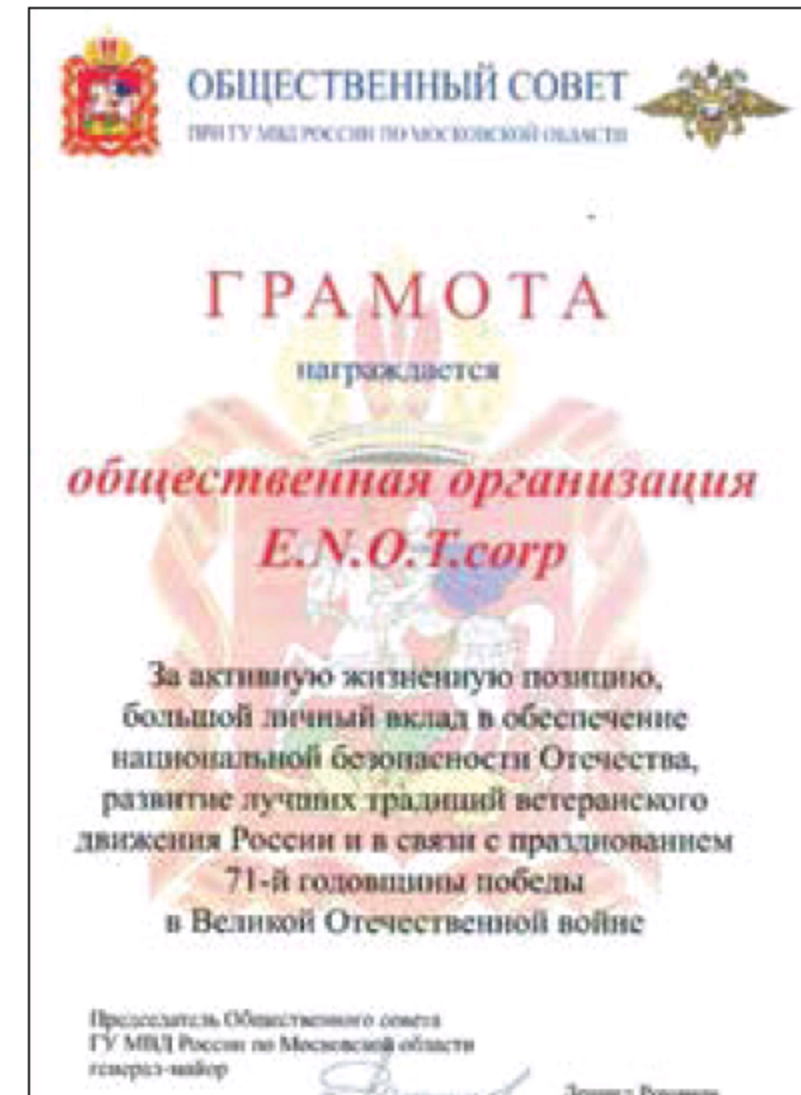 ОБЩЕСТВЕННЫЙ СОВЕТ
ПРИ ГУ МВД РОССИИ ПО МОСКОВСКОЙ ОБЛАСТИ
ГРАМОТА
награждается
общественная организация
E.N.O.T.corp
За активную жизненную позицию,
большой личный вклад в обеспечение
национальной безопасности Отечества,
развитие лучших традиций ветеранского
движения России и в связи с празднованием
71-й годовщины победы
в Великой Отечественной войне
Председатель Общественного совета
ГУ МВД России по Московской области
генерал-майор